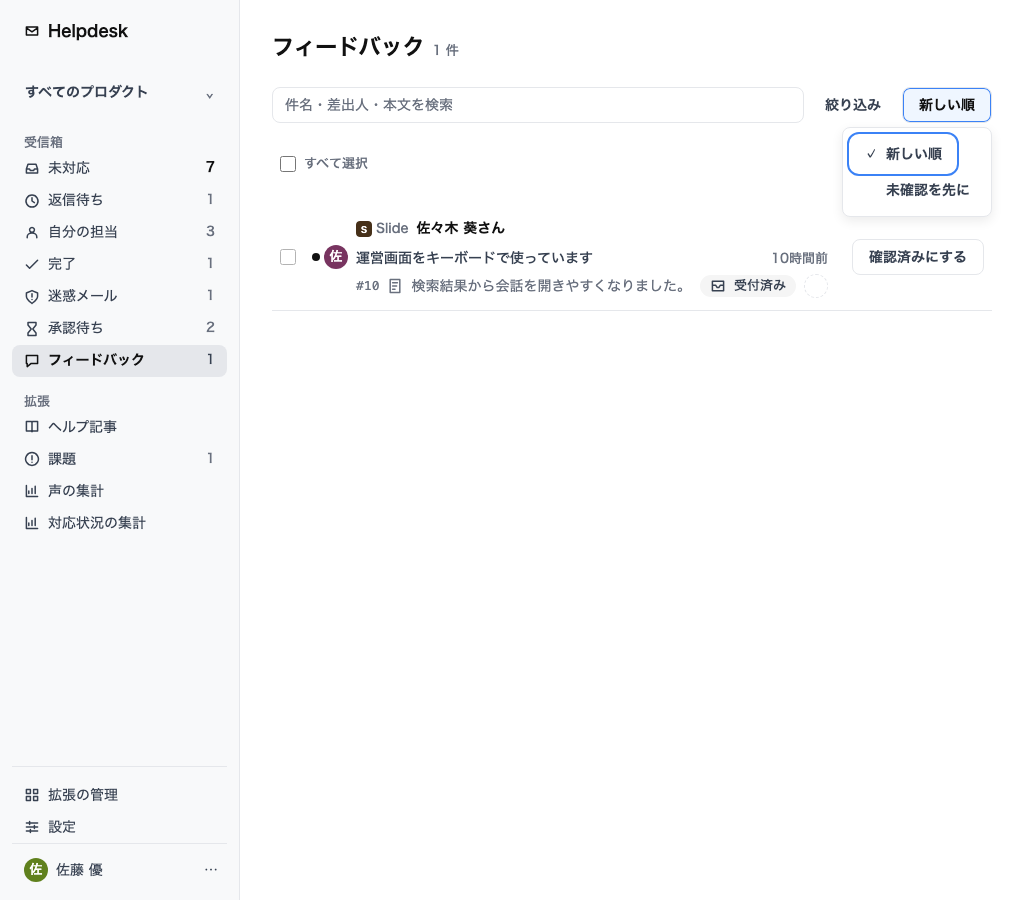 Helpdesk
すべてのプロダクト
受信箱
未対応 7
返信待ち 1
自分の担当 3
完了 1
迷惑メール 1
承認待ち 2
フィードバック 1
拡張
ヘルプ記事
課題 1
声の集計
対応状況の集計
拡張の管理
設定
佐 佐藤 優 …
フィードバック 1 件
件名・差出人・本文を検索 絞り込み 新しい順
✓ 新しい順
未確認を先に
すべて選択
S Slide 佐々木 葵さん
佐 運営画面をキーボードで使っています 10時間前 確認済みにする
#10 検索結果から会話を開きやすくなりました。 受付済み